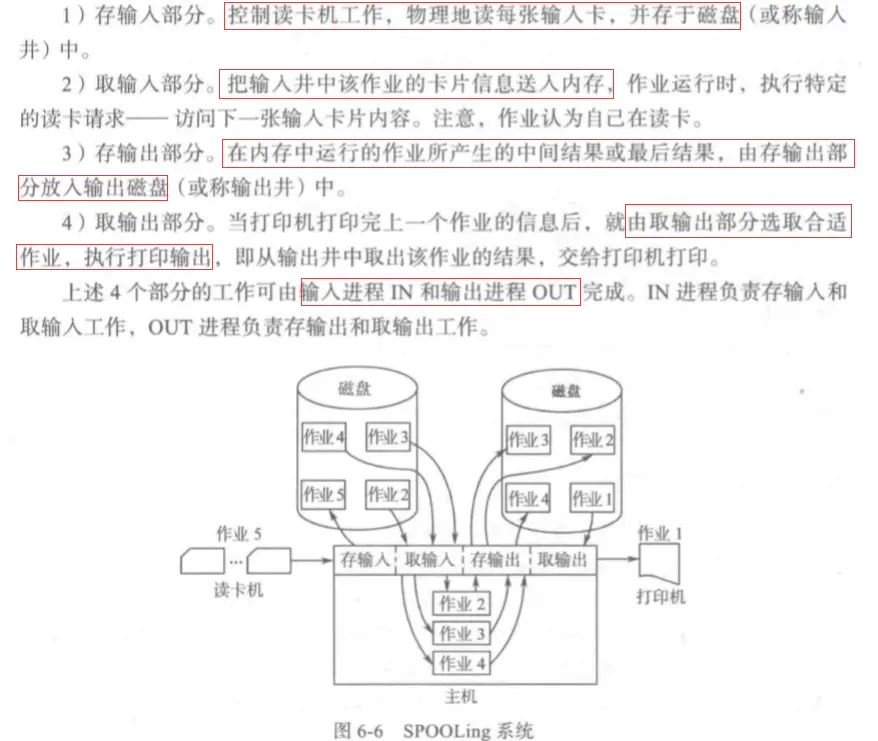 1）存输入部分。控制读卡机工作，物理地读每张输入卡，并存于磁盘（或称输入
井）中。
2）取输入部分。把输入井中该作业的卡片信息送入内存，作业运行时，执行特定
的读卡请求—— 访问下一张输入卡片内容。注意，作业认为自己在读卡。
3）存输出部分。在内存中运行的作业所产生的中间结果或最后结果，由存输出部
分放入输出磁盘（或称输出井）中。
4）取输出部分。当打印机打印完上一个作业的信息后，就由取输出部分选取合适
作业，执行打印输出，即从输出井中取出该作业的结果，交给打印机打印。
上述 4 个部分的工作可由输入进程 IN 和输出进程 OUT 完成。IN 进程负责存输入和
取输入工作，OUT 进程负责存输出和取输出工作。
磁盘 磁盘
作业4 作业3 作业3 作业2
作业5 作业2 作业4 作业1
作业 5 作业 1
... 存输入 取输入 存输出 取输出
读卡机 打印机
作业 2
作业 3
作业 4
主机
图 6-6 SPOOLing 系统